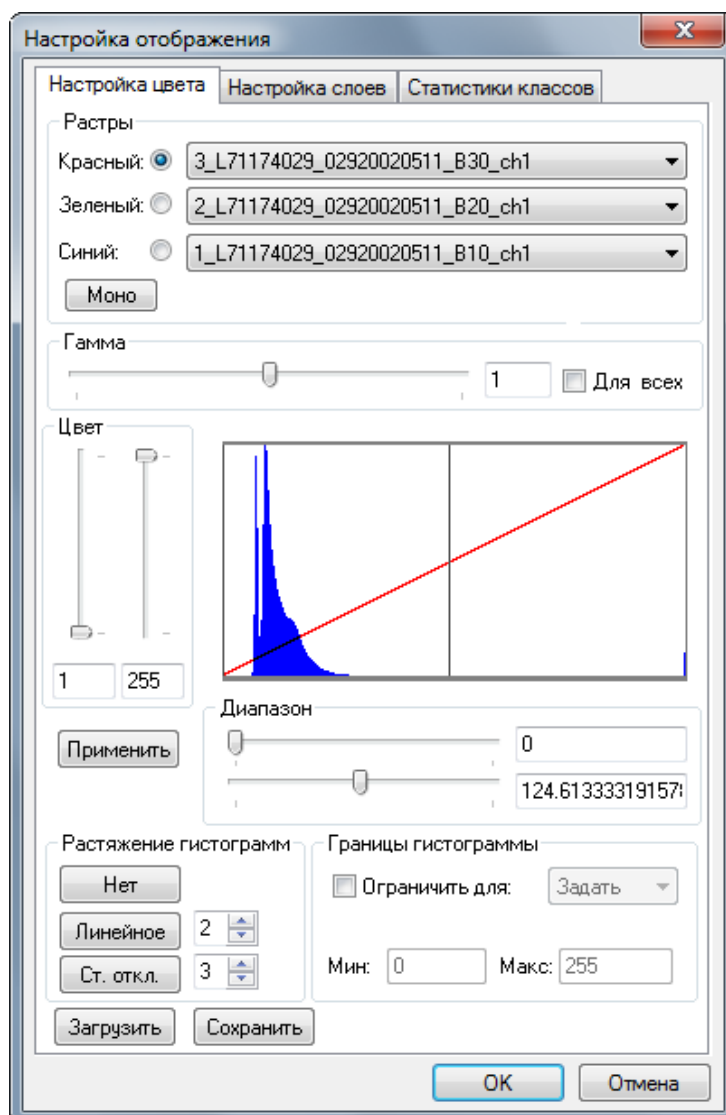 Настройка отображения
Настройка цвета Настройка слоев Статистики классов
Растры
Красный: 3_L71174029_02920020511_B30_ch1
Зеленый: 2_L71174029_02920020511_B20_ch1
Синий: 1_L71174029_02920020511_B10_ch1
Моно
Гамма
1 Для всех
Цвет
1 255
Диапазон
Применить
0
124.6133331915
Растяжение гистограмм
Нет
Линейное 2
Ст. откл. 3
Границы гистограммы
Ограничить для: Задать
Мин: 0 Макс: 255
Загрузить Сохранить
OK Отмена